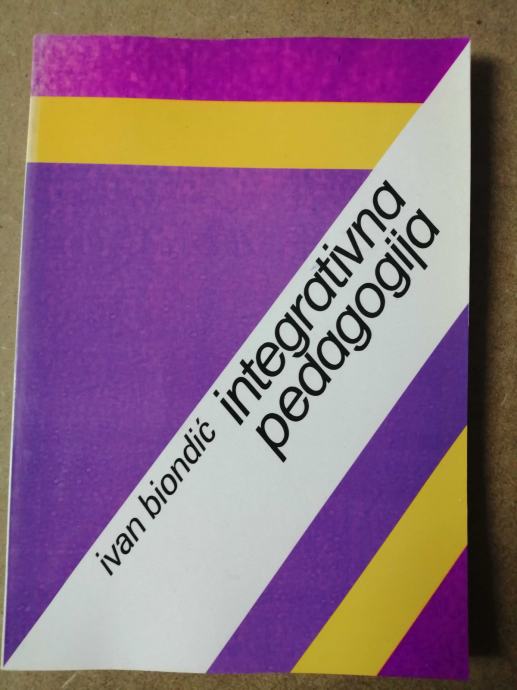 ivan biondić
integrativna
pedagogija